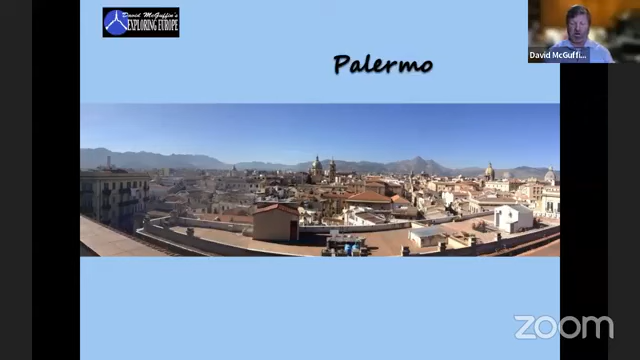 David McGuffin's
EXPLORING EUROPE
Palermo
David McGuffi...
zoom